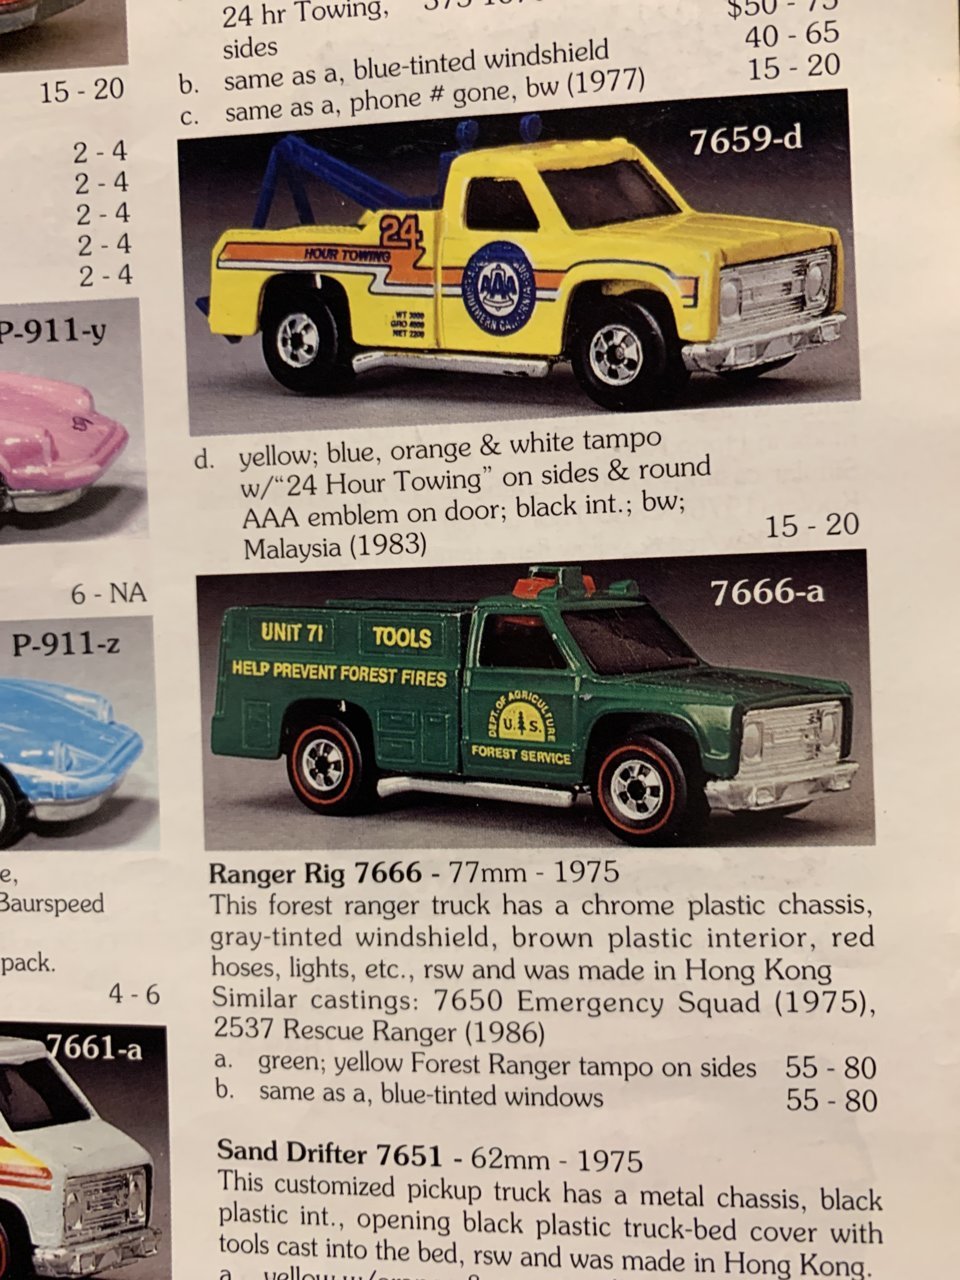 24 hr Towing,
sides
b. same as a, blue-tinted windshield
c. same as a, phone # gone, bw (1977)
$50 - 75
40 - 65
15 - 20
15 - 20
2 - 4
2 - 4
2 - 4
2 - 4
2 - 4
P-911-y
6 - NA
P-911-z
e,
Baurspeed
pack.
4 - 6
7661-a
7659-d
24
HOUR TOWING
AAA
SOUTHERN CALIFORNIA
d. yellow; blue, orange & white tampo
w/“24 Hour Towing” on sides & round
AAA emblem on door; black int.; bw;
Malaysia (1983) 15 - 20
7666-a
UNIT 71 TOOLS
HELP PREVENT FOREST FIRES
DEPT. OF AGRICULTURE
U.S.
FOREST SERVICE
Ranger Rig 7666 - 77mm - 1975
This forest ranger truck has a chrome plastic chassis,
gray-tinted windshield, brown plastic interior, red
hoses, lights, etc., rsw and was made in Hong Kong
Similar castings: 7650 Emergency Squad (1975),
2537 Rescue Ranger (1986)
a. green; yellow Forest Ranger tampo on sides 55 - 80
b. same as a, blue-tinted windows 55 - 80
Sand Drifter 7651 - 62mm - 1975
This customized pickup truck has a metal chassis, black
plastic int., opening black plastic truck-bed cover with
tools cast into the bed, rsw and was made in Hong Kong.
a. yellow